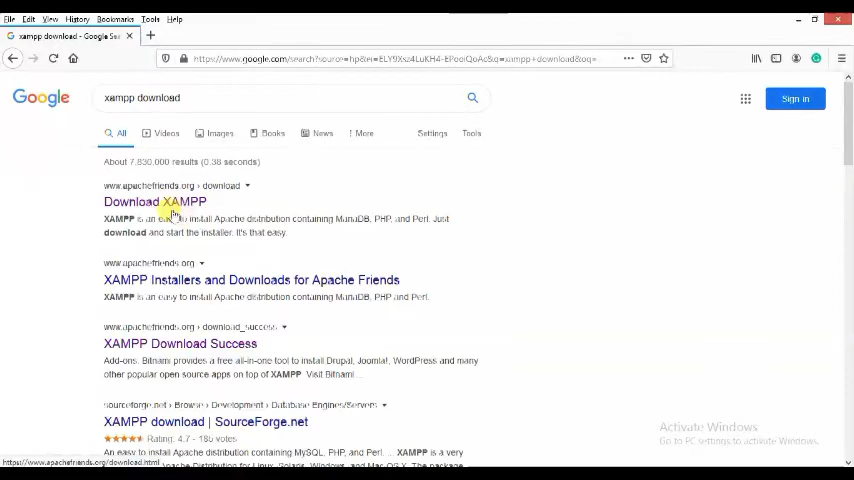 File Edit View History Bookmarks Tools Help
xampp download - Google Sea
https://www.google.com/search?source=hp&ei=ELY9Xsz4LuKH4-EPooiQoAc&q=xampp+download&oq=
Google
xampp download
Sign in
All Videos Images Books News More Settings Tools
About 7,830,000 results (0.38 seconds)
www.apachefriends.org › download
Download XAMPP
XAMPP is an easy to install Apache distribution containing MariaDB, PHP, and Perl. Just
download and start the installer. It's that easy.
www.apachefriends.org
XAMPP Installers and Downloads for Apache Friends
XAMPP is an easy to install Apache distribution containing MariaDB, PHP and Perl.
www.apachefriends.org › download_success
XAMPP Download Success
Add-ons. Bitnami provides a free all-in-one tool to install Drupal, Joomla!, WordPress and many
other popular open source apps on top of XAMPP. Visit Bitnami ...
sourceforge.net › Browse › Development › Database Engines/Servers
XAMPP download | SourceForge.net
Rating: 4.7 - 185 votes
An easy to install Apache distribution containing MySQL, PHP, and Perl. ... XAMPP is a very
Apache Distribution for Linux, Solaris, Windows, and Mac OS X. The package
Activate Windows
Go to PC settings to activate Windows.
https://www.apachefriends.org/download.html